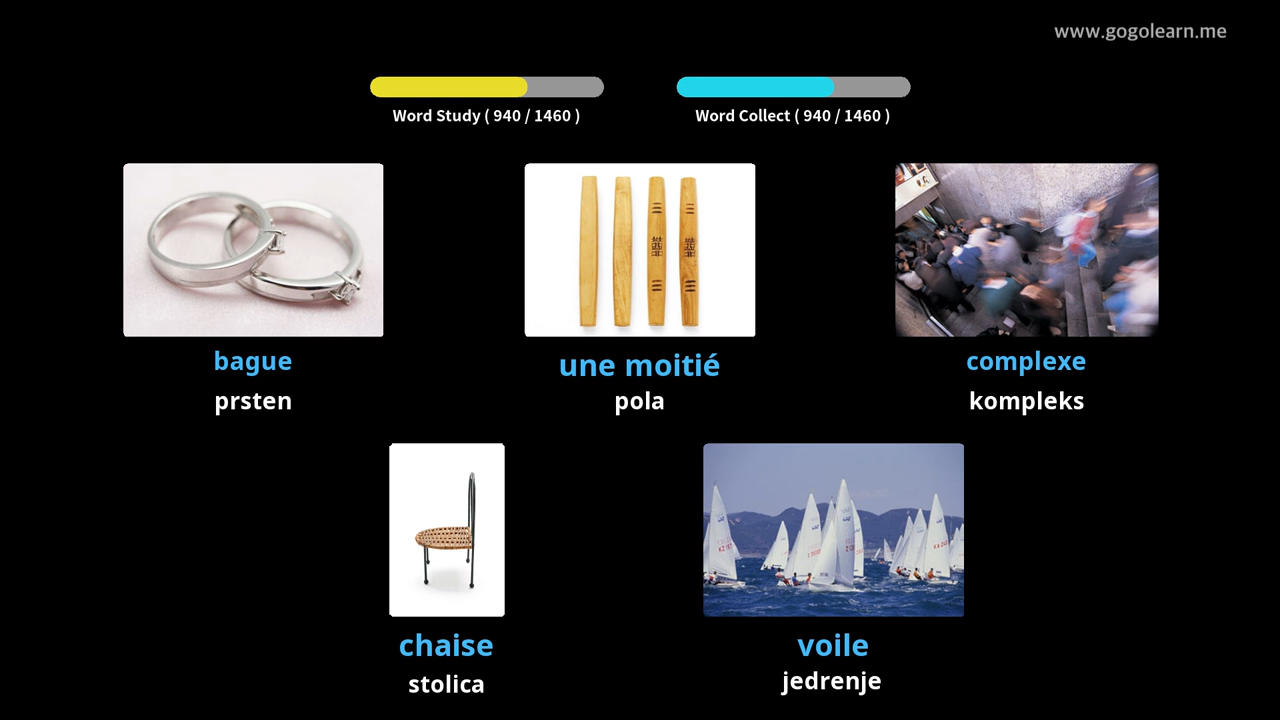 www.gogolearn.me
Word Study ( 940 / 1460 )
Word Collect ( 940 / 1460 )
bague
prsten
une moitié
pola
complexe
kompleks
chaise
stolica
voile
jedrenje